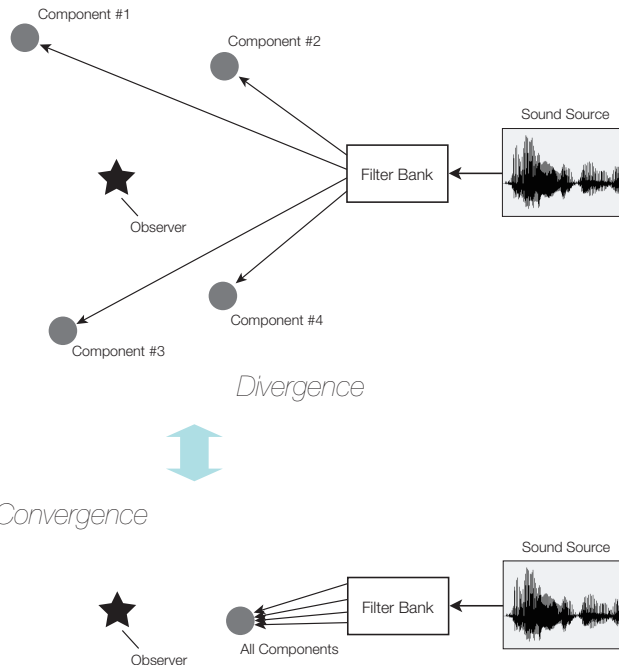 Component #1
Component #2
Sound Source
Filter Bank
Observer
Component #4
Component #3
Divergence
Convergence
Sound Source
Filter Bank
All Components
Observer